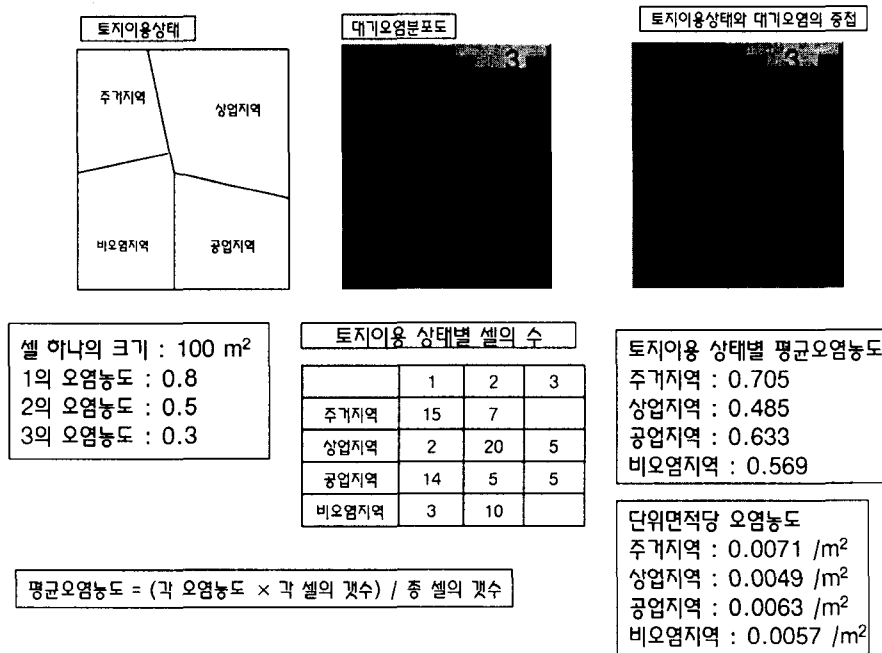 토지이용상태
대기오염분포도
토지이용상태와 대기오염의 중첩
주거지역
상업지역
비오염지역
공업지역
3
3
셀 하나의 크기 : 100 m²
1의 오염농도 : 0.8
2의 오염농도 : 0.5
3의 오염농도 : 0.3
토지이용 상태별 셀의 수
1 2 3
주거지역 15 7
상업지역 2 20 5
공업지역 14 5 5
비오염지역 3 10
토지이용 상태별 평균오염농도
주거지역 : 0.705
상업지역 : 0.485
공업지역 : 0.633
비오염지역 : 0.569
단위면적당 오염농도
주거지역 : 0.0071 /m²
상업지역 : 0.0049 /m²
공업지역 : 0.0063 /m²
비오염지역 : 0.0057 /m²
평균오염농도 = (각 오염농도 × 각 셀의 갯수) / 총 셀의 갯수